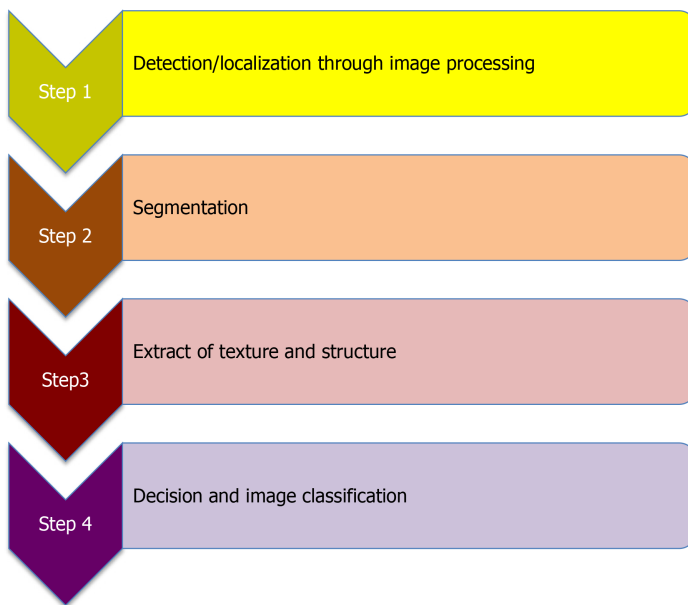 Step 1
Detection/localization through image processing
Step 2
Segmentation
Step3
Extract of texture and structure
Step 4
Decision and image classification